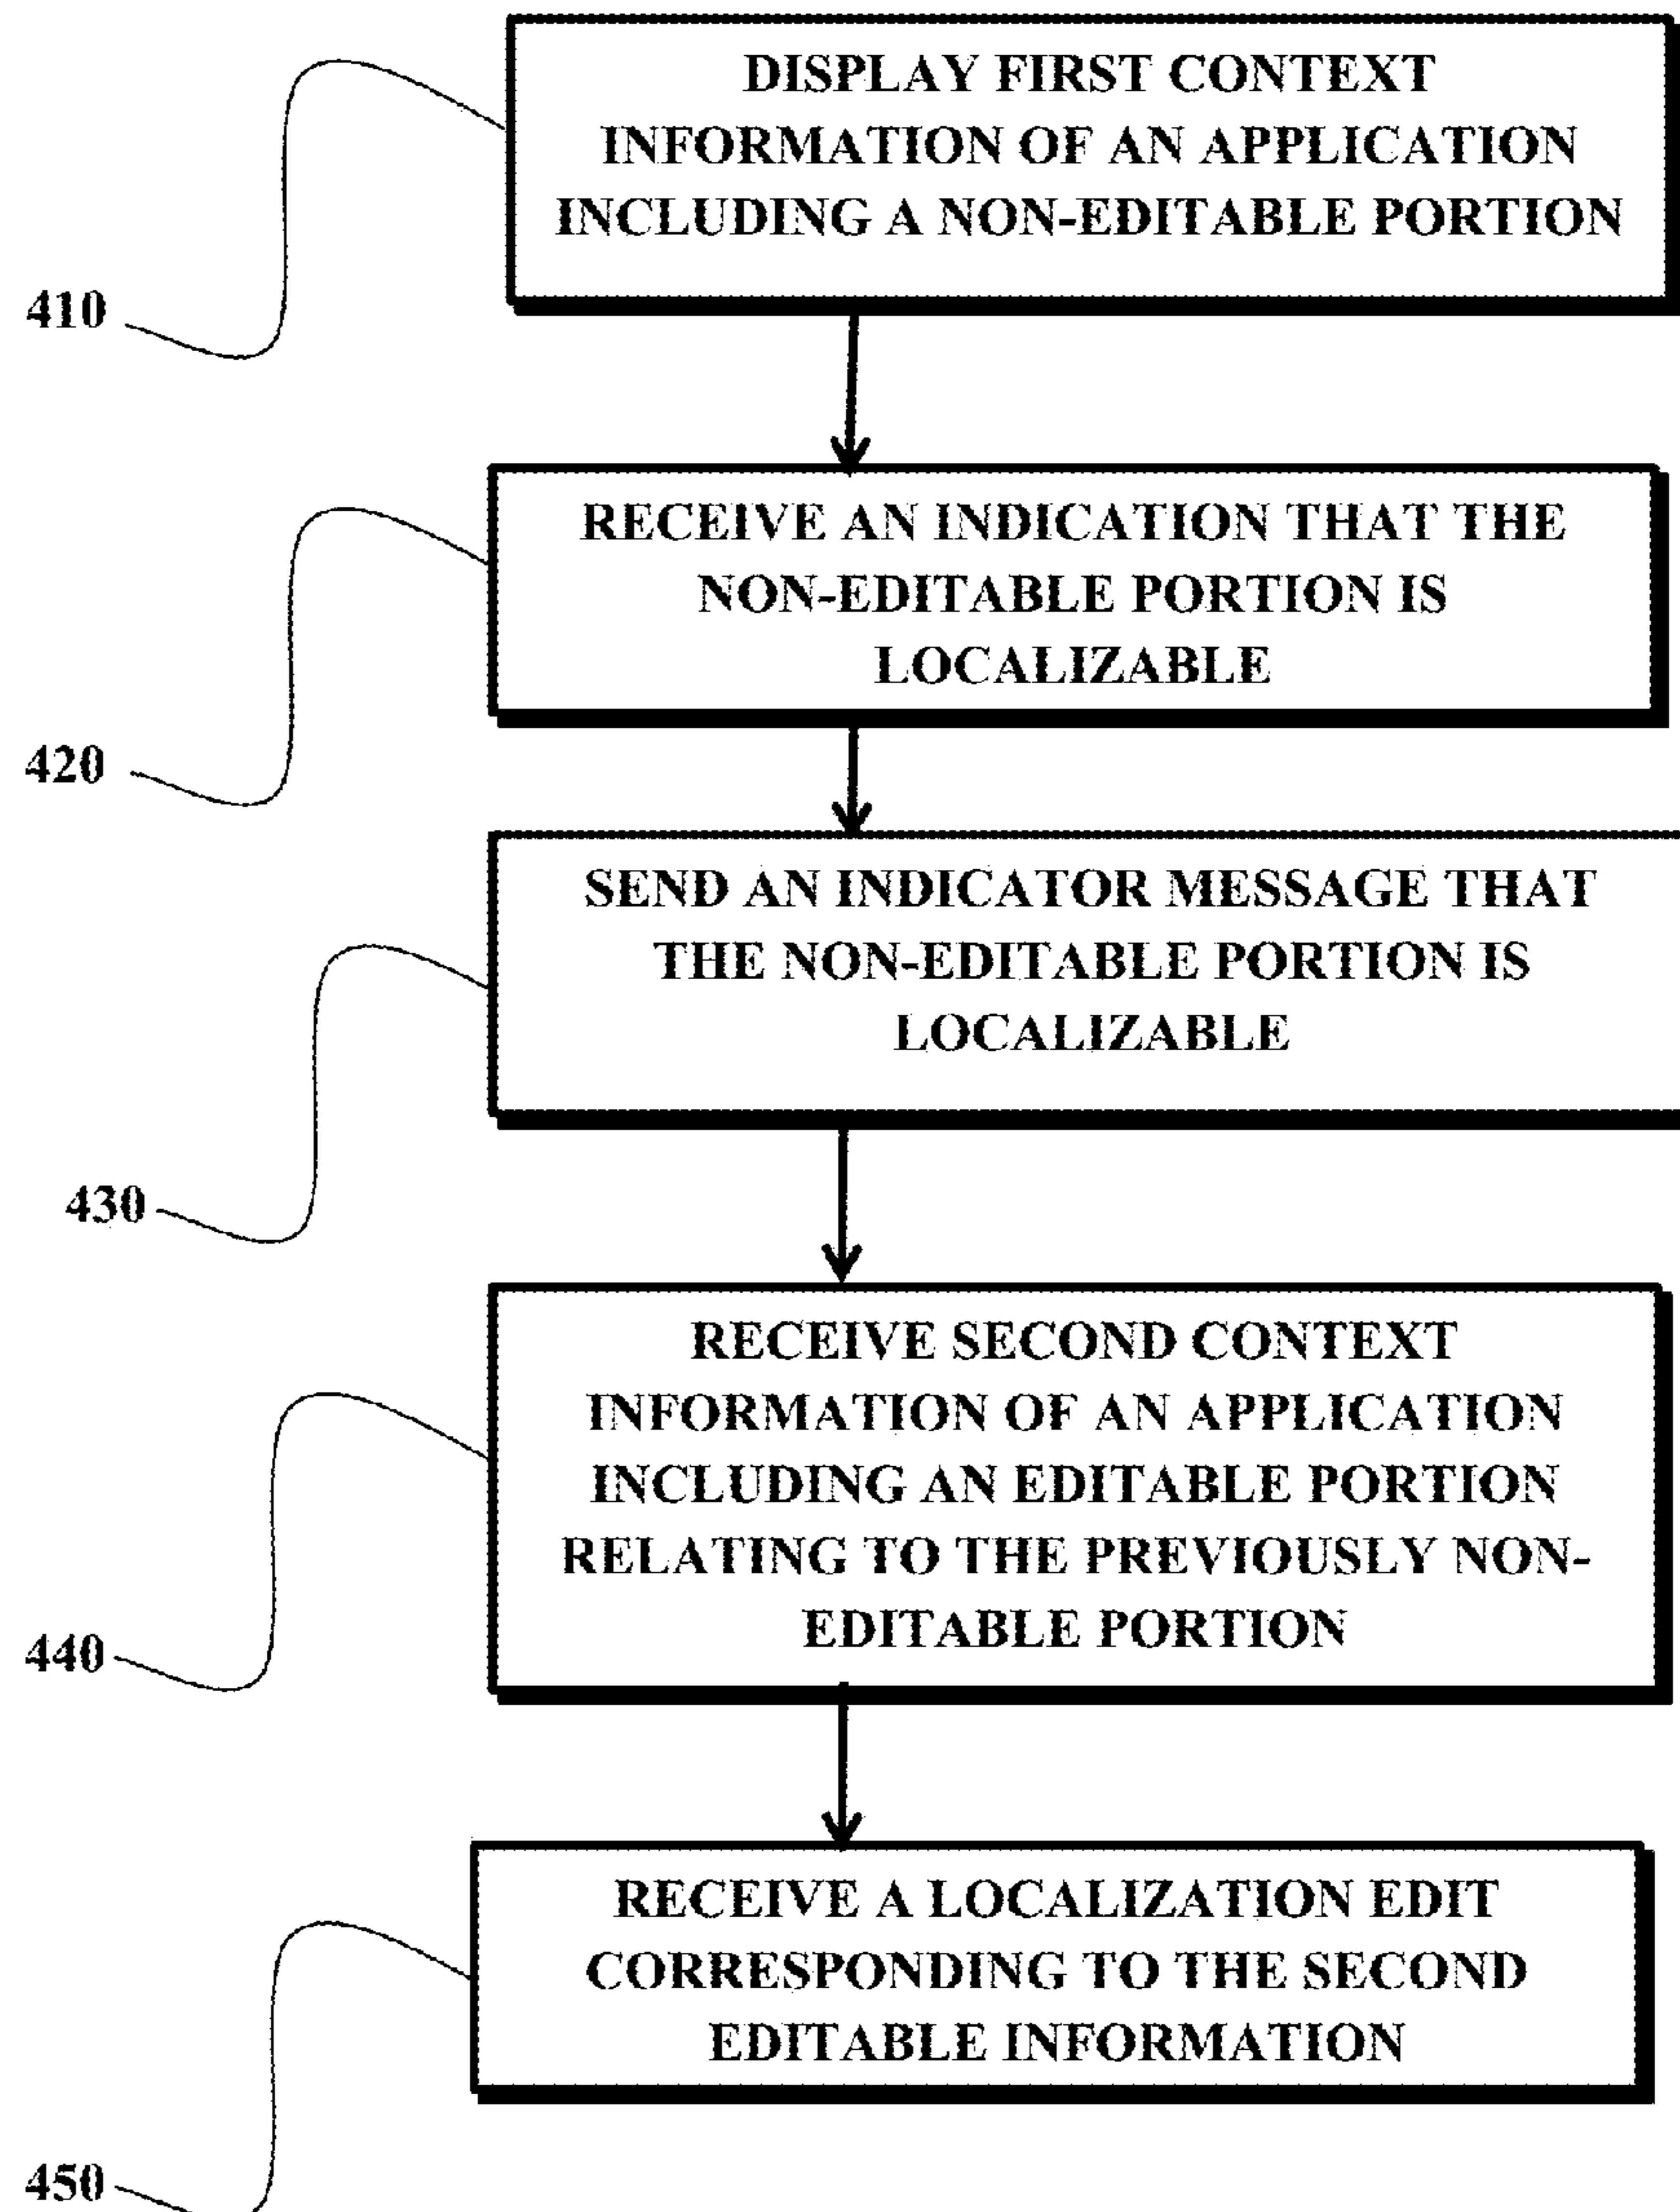 DISPLAY FIRST CONTEXT
INFORMATION OF AN APPLICATION
INCLUDING A NON-EDITABLE PORTION
410
RECEIVE AN INDICATION THAT THE
NON-EDITABLE PORTION IS
LOCALIZABLE
420
SEND AN INDICATOR MESSAGE THAT
THE NON-EDITABLE PORTION IS
LOCALIZABLE
430
RECEIVE SECOND CONTEXT
INFORMATION OF AN APPLICATION
INCLUDING AN EDITABLE PORTION
RELATING TO THE PREVIOUSLY NON-
EDITABLE PORTION
440
RECEIVE A LOCALIZATION EDIT
CORRESPONDING TO THE SECOND
EDITABLE INFORMATION
450